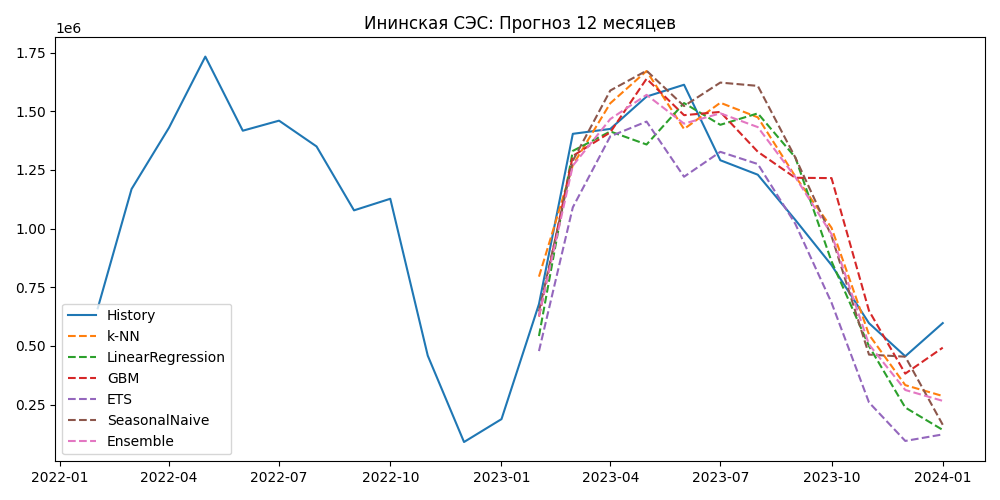 Ининская СЭС: Прогноз 12 месяцев
1e6
1.75
1.50
1.25
1.00
0.75
0.50
0.25
History
k-NN
LinearRegression
GBM
ETS
SeasonalNaive
Ensemble
2022-01 2022-04 2022-07 2022-10 2023-01 2023-04 2023-07 2023-10 2024-01